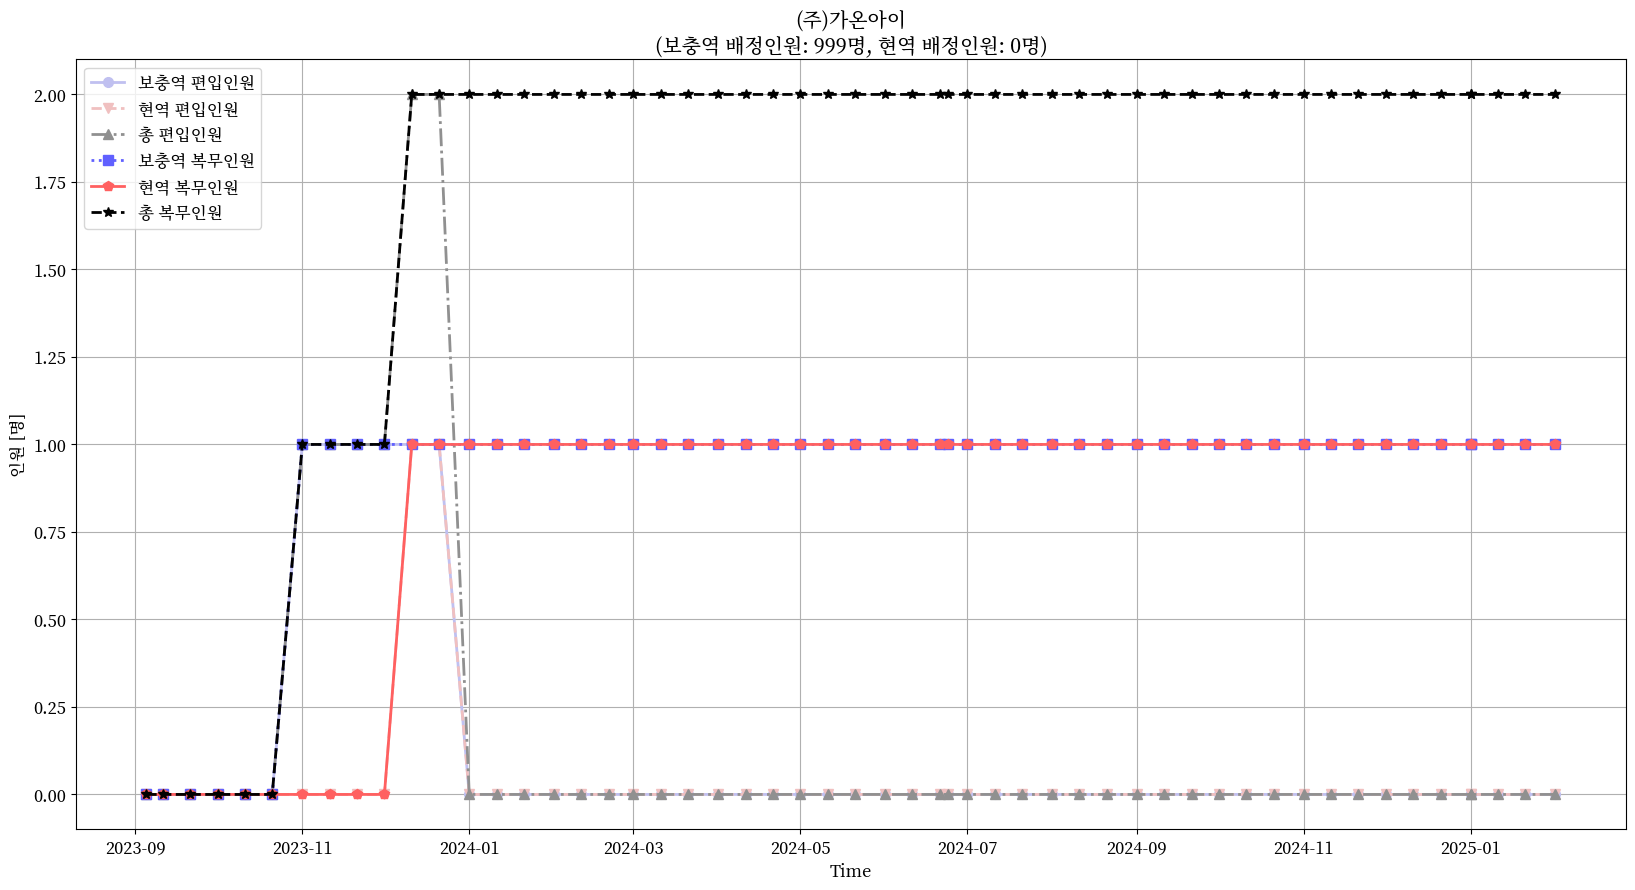 (주)가온아이
(보충역 배정인원: 999명, 현역 배정인원: 0명)
보충역 편입인원
현역 편입인원
총 편입인원
보충역 복무인원
현역 복무인원
총 복무인원
인원 [명]
2.00
1.75
1.50
1.25
1.00
0.75
0.50
0.25
0.00
2023-09
2023-11
2024-01
2024-03
2024-05
2024-07
2024-09
2024-11
2025-01
Time